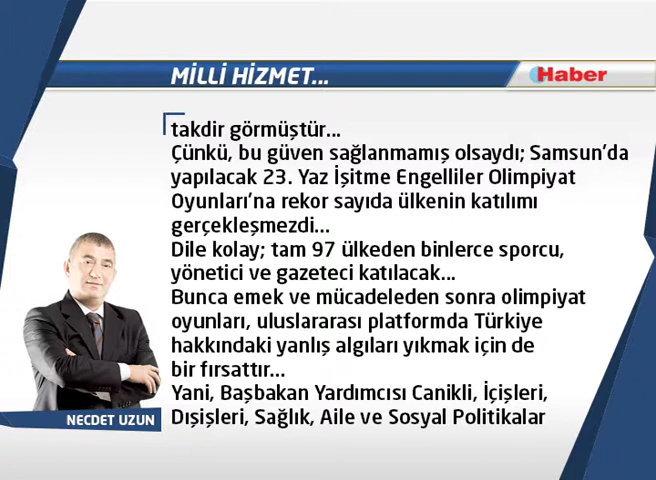 MİLLİ HİZMET...
Haber
takdir görmüştür...
Çünkü, bu güven sağlanmamış olsaydı; Samsun'da
yapılacak 23. Yaz İşitme Engelliler Olimpiyat
Oyunları'na rekor sayıda ülkenin katılımı
gerçekleşmezdi...
Dile kolay; tam 97 ülkeden binlerce sporcu,
yönetici ve gazeteci katılacak...
Bunca emek ve mücadeleden sonra olimpiyat
oyunları, uluslararası platformda Türkiye
hakkındaki yanlış algıları yıkmak için de
bir fırsattır...
Yani, Başbakan Yardımcısı Canikli, İçişleri,
Dışişleri, Sağlık, Aile ve Sosyal Politikalar
NECDET UZUN